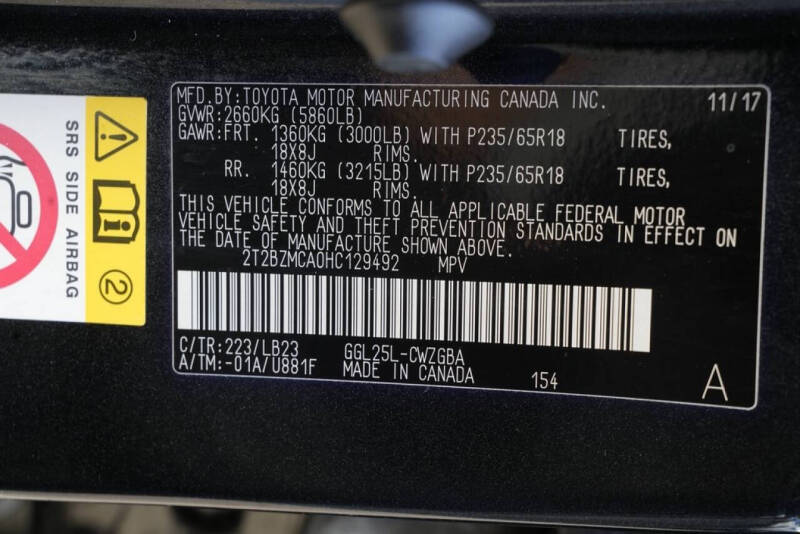 MFD.BY:TOYOTA MOTOR MANUFACTURING CANADA INC. 11/17
GVWR:2660KG (5860LB)
GAWR:FRT. 1360KG (3000LB) WITH P235/65R18 TIRES,
18X8J RIMS.
RR. 1460KG (3215LB) WITH P235/65R18 TIRES,
18X8J RIMS.
THIS VEHICLE CONFORMS TO ALL APPLICABLE FEDERAL MOTOR
VEHICLE SAFETY AND THEFT PREVENTION STANDARDS IN EFFECT ON
THE DATE OF MANUFACTURE SHOWN ABOVE.
2T2BZMCA0HC129492 MPV
C/TR:223/LB23 GGL25L-CWZGBA
A/TM:-01A/U881F MADE IN CANADA 154 A
SRS SIDE AIRBAG
2